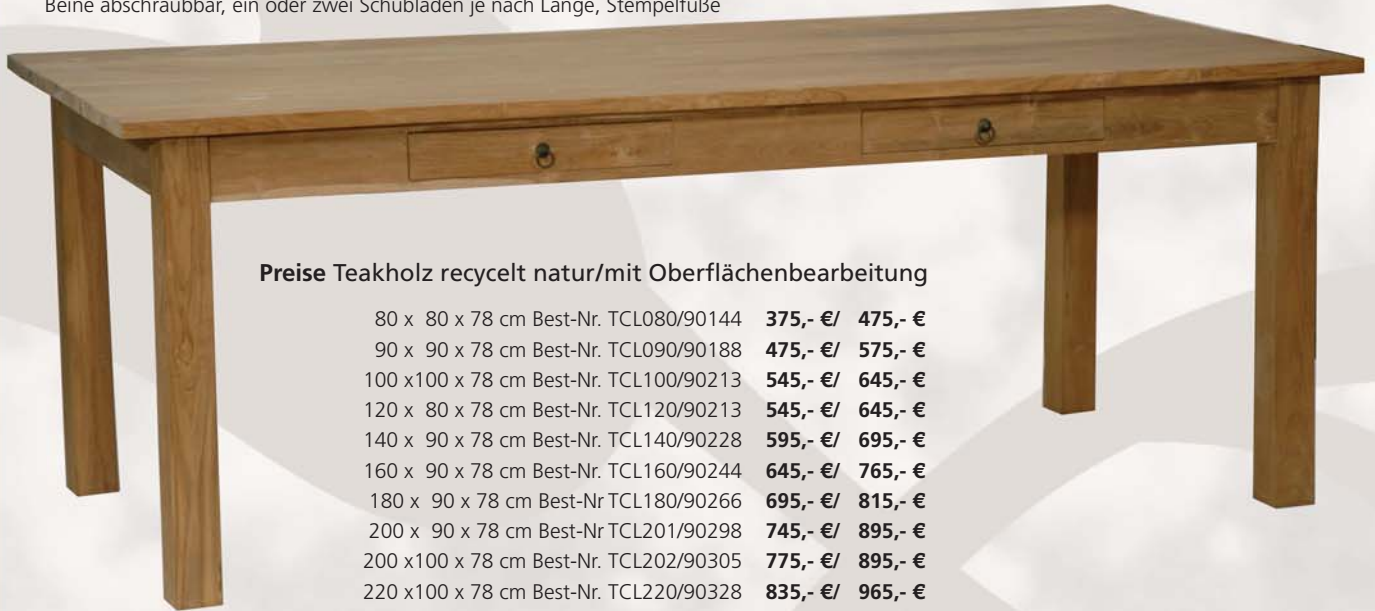 Beine abschraubbar, ein oder zwei Schubladen je nach Länge, Stempelfüße
Preise Teakholz recycelt natur/mit Oberflächenbearbeitung
80 x 80 x 78 cm Best-Nr. TCL080/90144 375,- €/ 475,- €
90 x 90 x 78 cm Best-Nr. TCL090/90188 475,- €/ 575,- €
100 x100 x 78 cm Best-Nr. TCL100/90213 545,- €/ 645,- €
120 x 80 x 78 cm Best-Nr. TCL120/90213 545,- €/ 645,- €
140 x 90 x 78 cm Best-Nr. TCL140/90228 595,- €/ 695,- €
160 x 90 x 78 cm Best-Nr. TCL160/90244 645,- €/ 765,- €
180 x 90 x 78 cm Best-Nr TCL180/90266 695,- €/ 815,- €
200 x 90 x 78 cm Best-Nr TCL201/90298 745,- €/ 895,- €
200 x100 x 78 cm Best-Nr. TCL202/90305 775,- €/ 895,- €
220 x100 x 78 cm Best-Nr. TCL220/90328 835,- €/ 965,- €